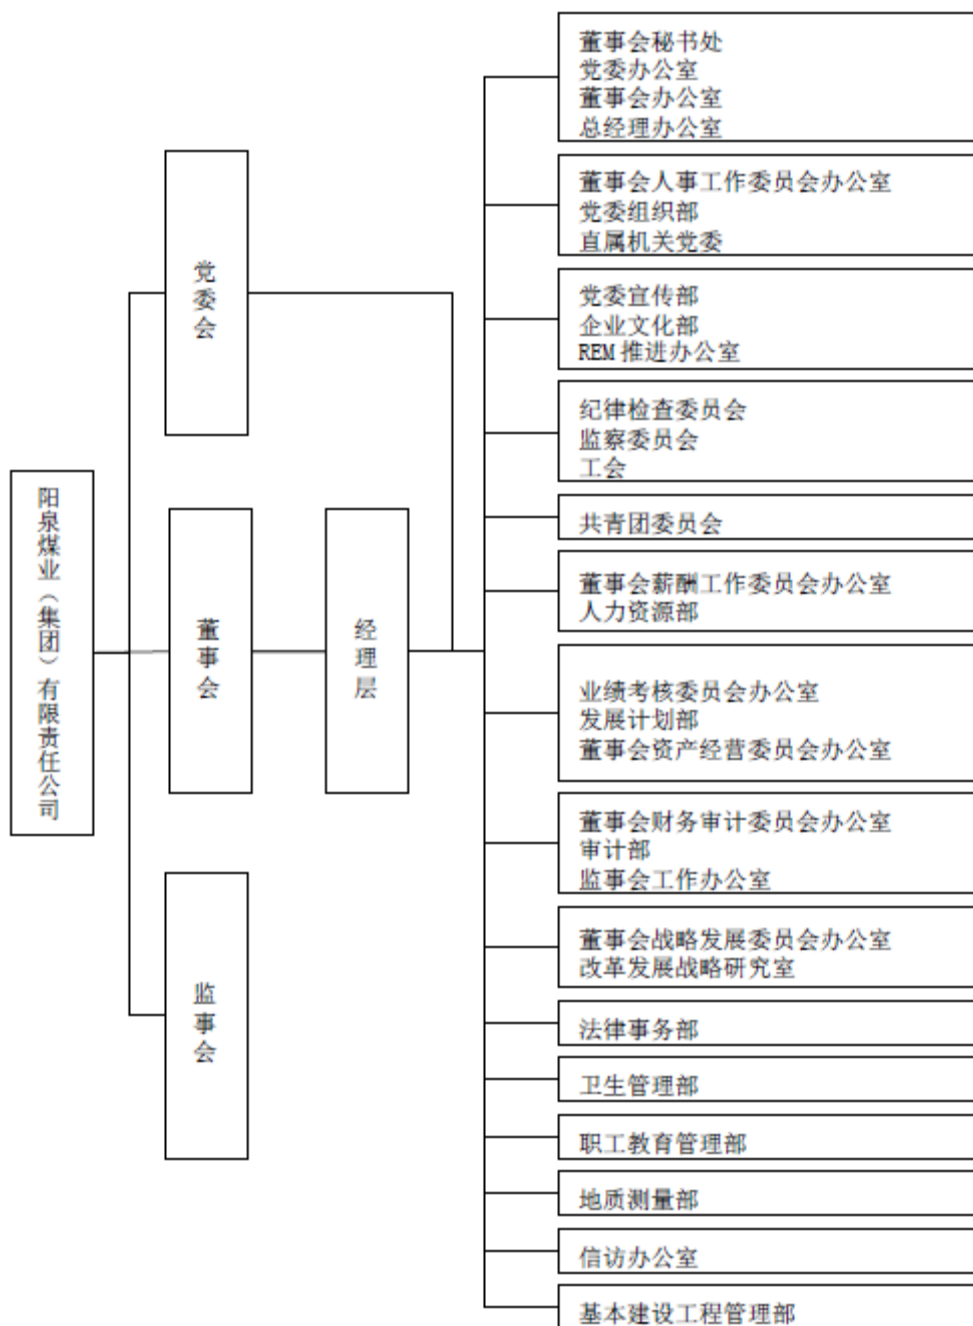 阳泉煤业（集团）有限责任公司
党委会
董事会
监事会
经理层
董事会秘书处
党委办公室
董事会办公室
总经理办公室
董事会人事工作委员会办公室
党委组织部
直属机关党委
党委宣传部
企业文化部
REM 推进办公室
纪律检查委员会
监察委员会
工会
共青团委员会
董事会薪酬工作委员会办公室
人力资源部
业绩考核委员会办公室
发展计划部
董事会资产经营委员会办公室
董事会财务审计委员会办公室
审计部
监事会工作办公室
董事会战略发展委员会办公室
改革发展战略研究室
法律事务部
卫生管理部
职工教育管理部
地质测量部
信访办公室
基本建设工程管理部